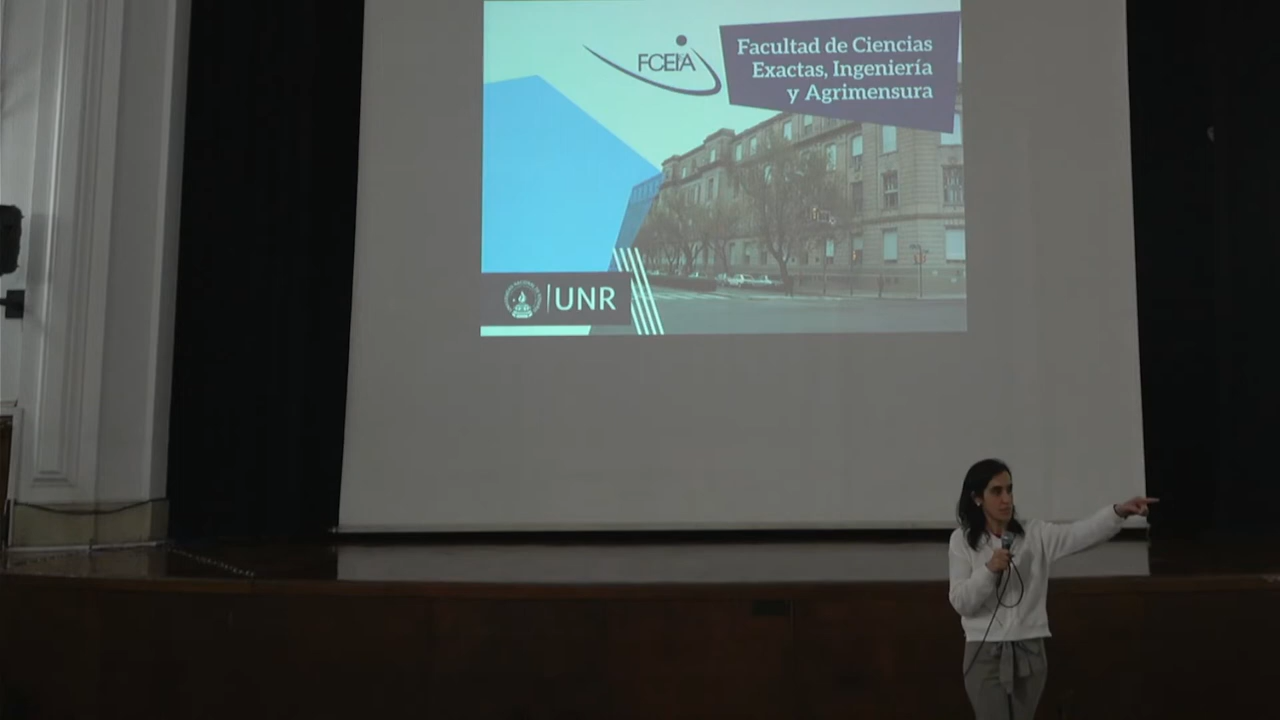 FCEIA
Facultad de Ciencias
Exactas, Ingeniería
y Agrimensura
UNR